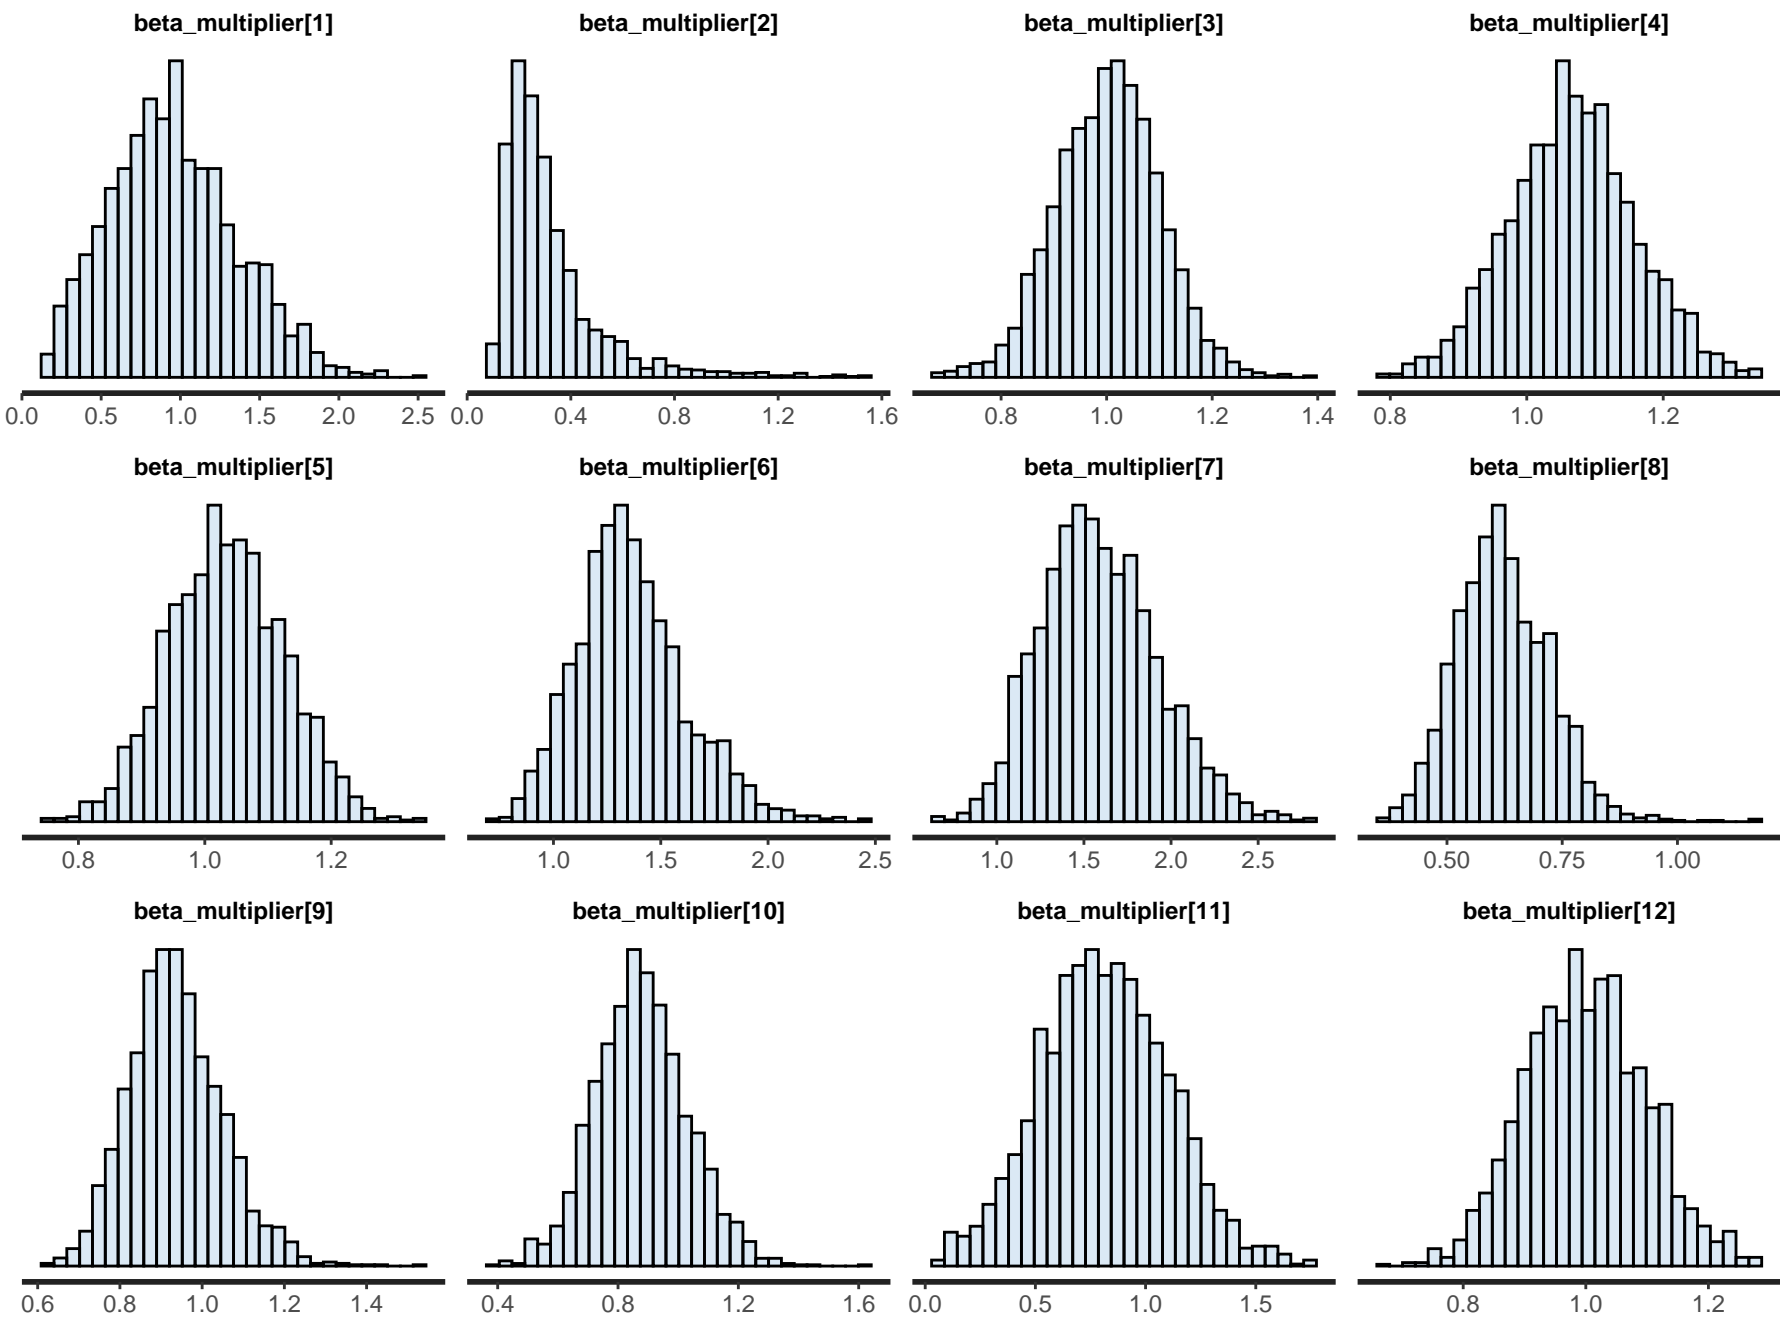 beta_multiplier[1] beta_multiplier[2] beta_multiplier[3] beta_multiplier[4]
0.0 0.5 1.0 1.5 2.0 2.5 0.0 0.4 0.8 1.2 1.6 0.8 1.0 1.2 1.4 0.8 1.0 1.2
beta_multiplier[5] beta_multiplier[6] beta_multiplier[7] beta_multiplier[8]
0.8 1.0 1.2 1.0 1.5 2.0 2.5 1.0 1.5 2.0 2.5 0.50 0.75 1.00
beta_multiplier[9] beta_multiplier[10] beta_multiplier[11] beta_multiplier[12]
0.6 0.8 1.0 1.2 1.4 0.4 0.8 1.2 1.6 0.0 0.5 1.0 1.5 0.8 1.0 1.2